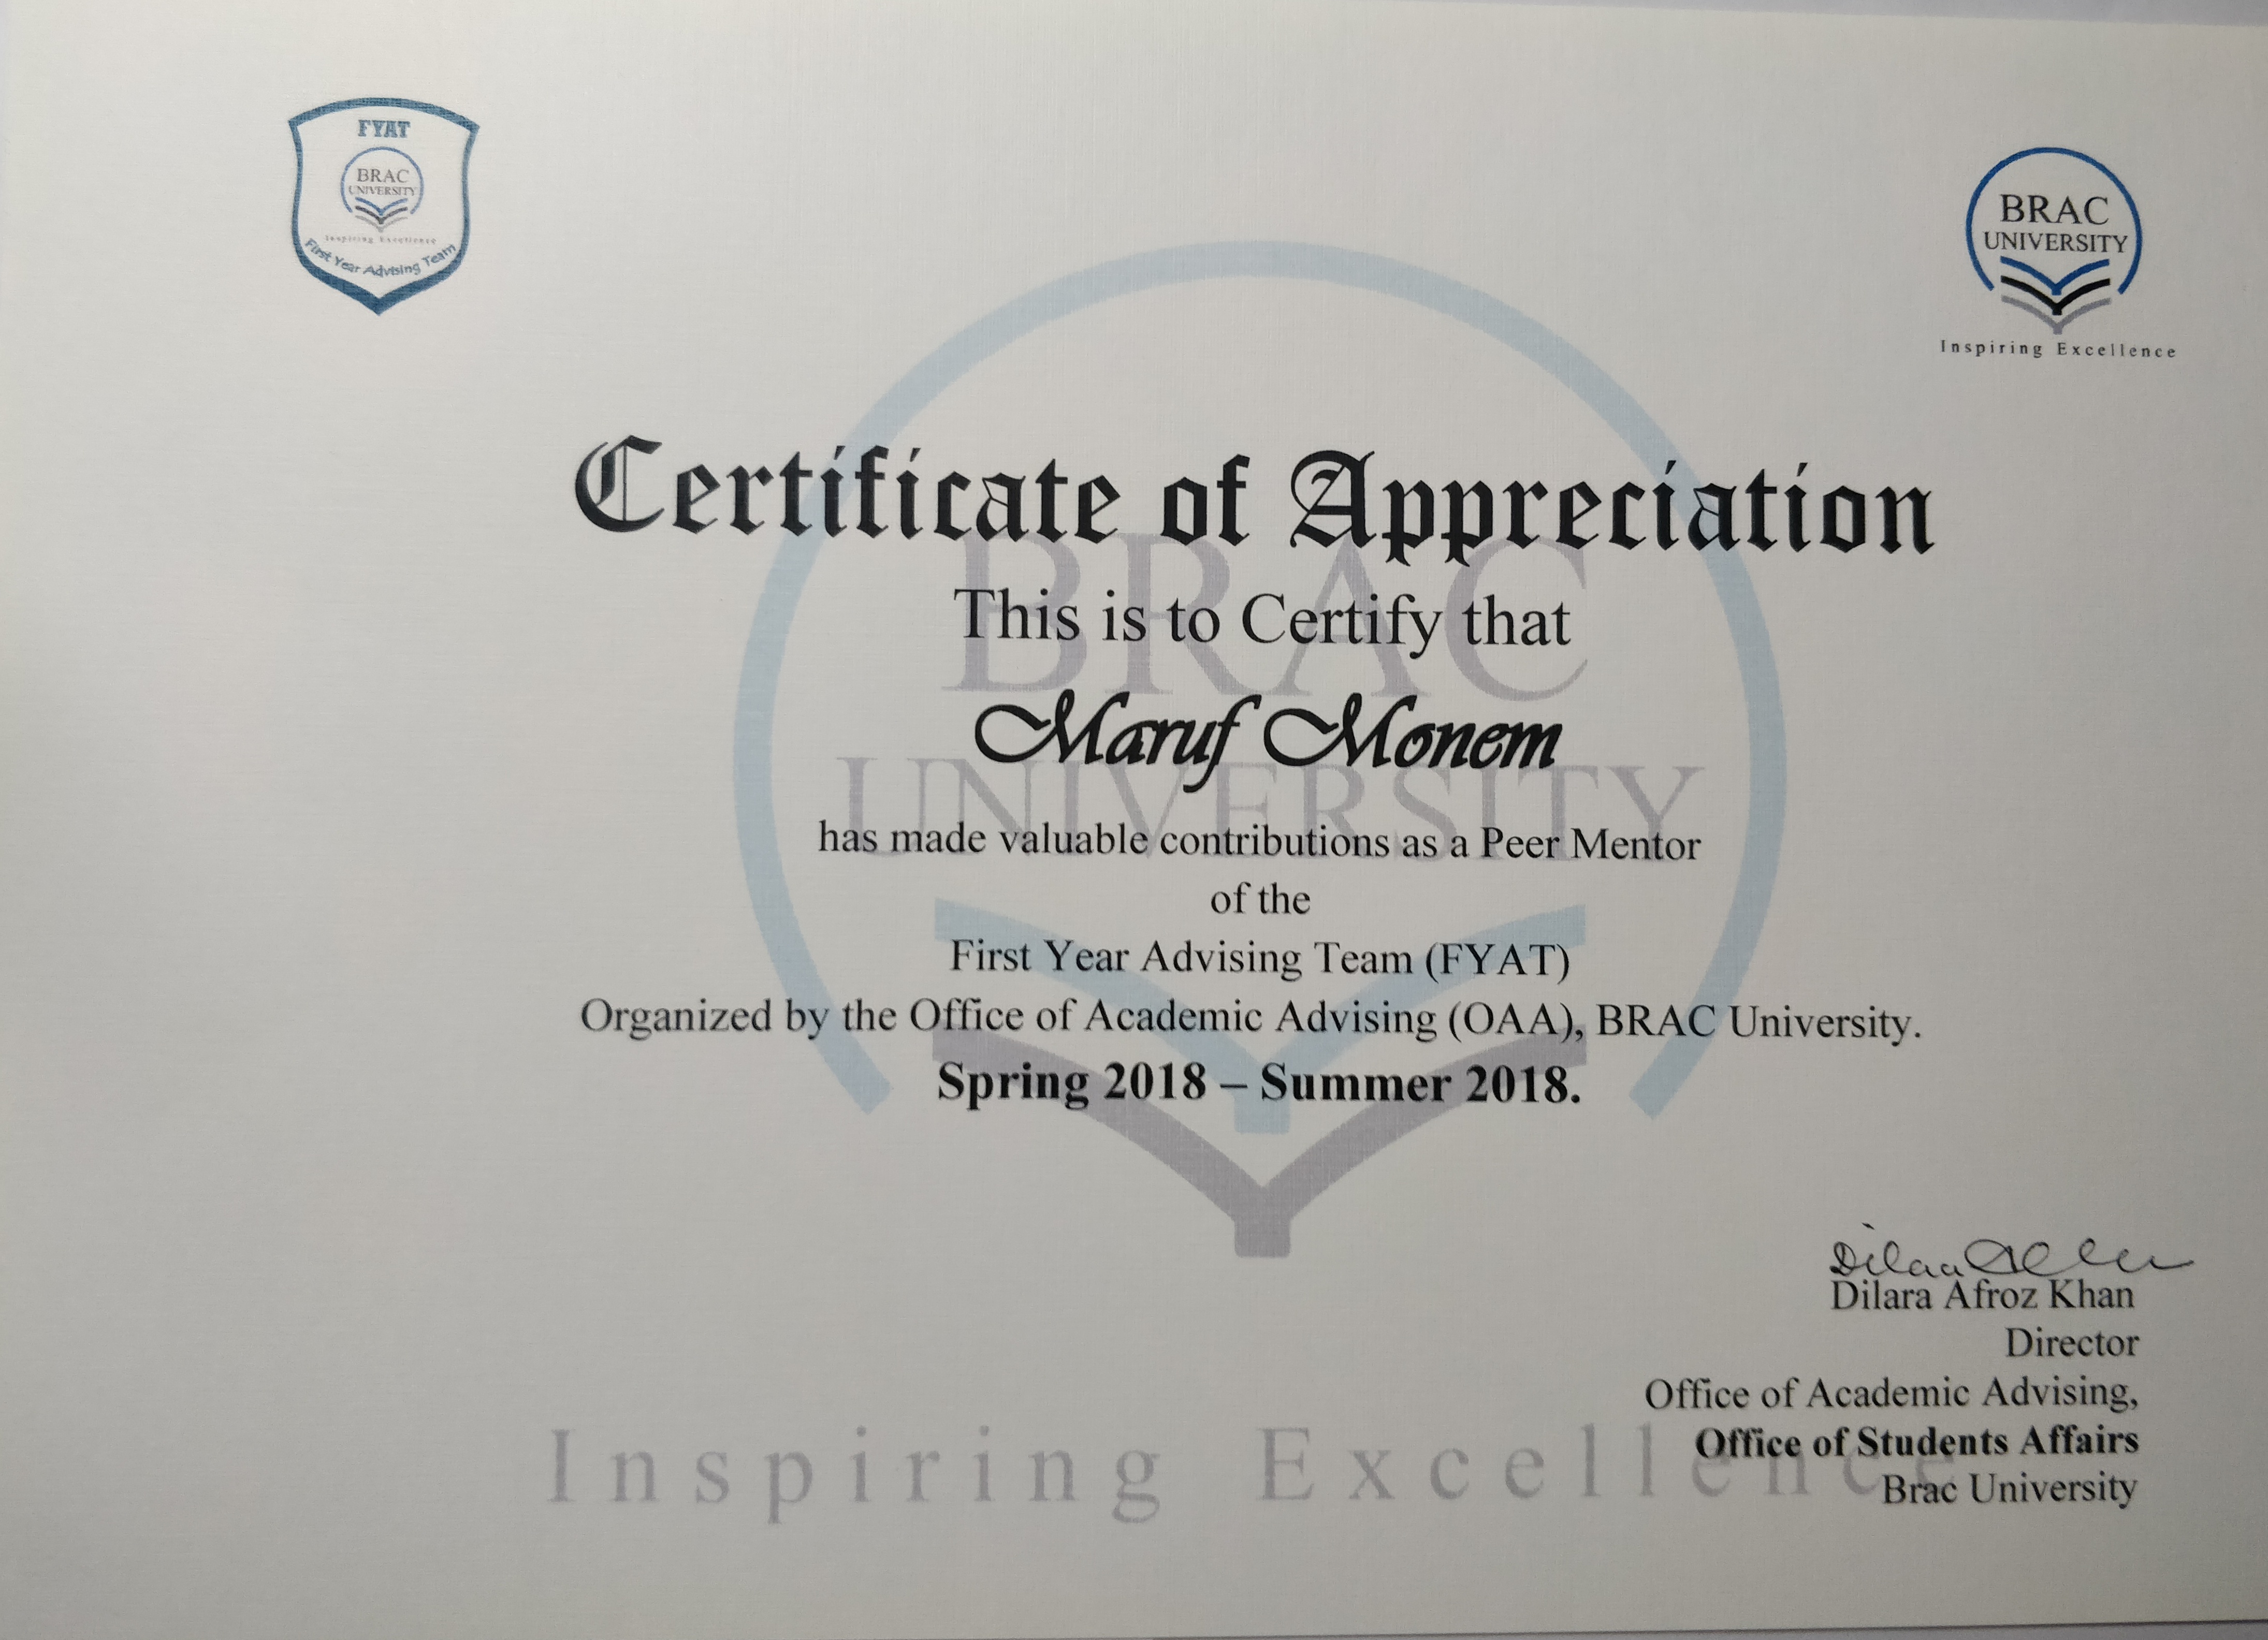 FYAT
BRAC
UNIVERSITY
Inspiring Excellence
First Year Advising Team
BRAC
UNIVERSITY
Inspiring Excellence
Certificate of Appreciation
BRAC
This is to Certify that
Maruf Monem
UNIVERSITY
has made valuable contributions as a Peer Mentor
of the
First Year Advising Team (FYAT)
Organized by the Office of Academic Advising (OAA), BRAC University.
Spring 2018 – Summer 2018.
Dilara Afroz Khan
Director
Office of Academic Advising,
Office of Students Affairs
Brac University
Inspiring Excellence